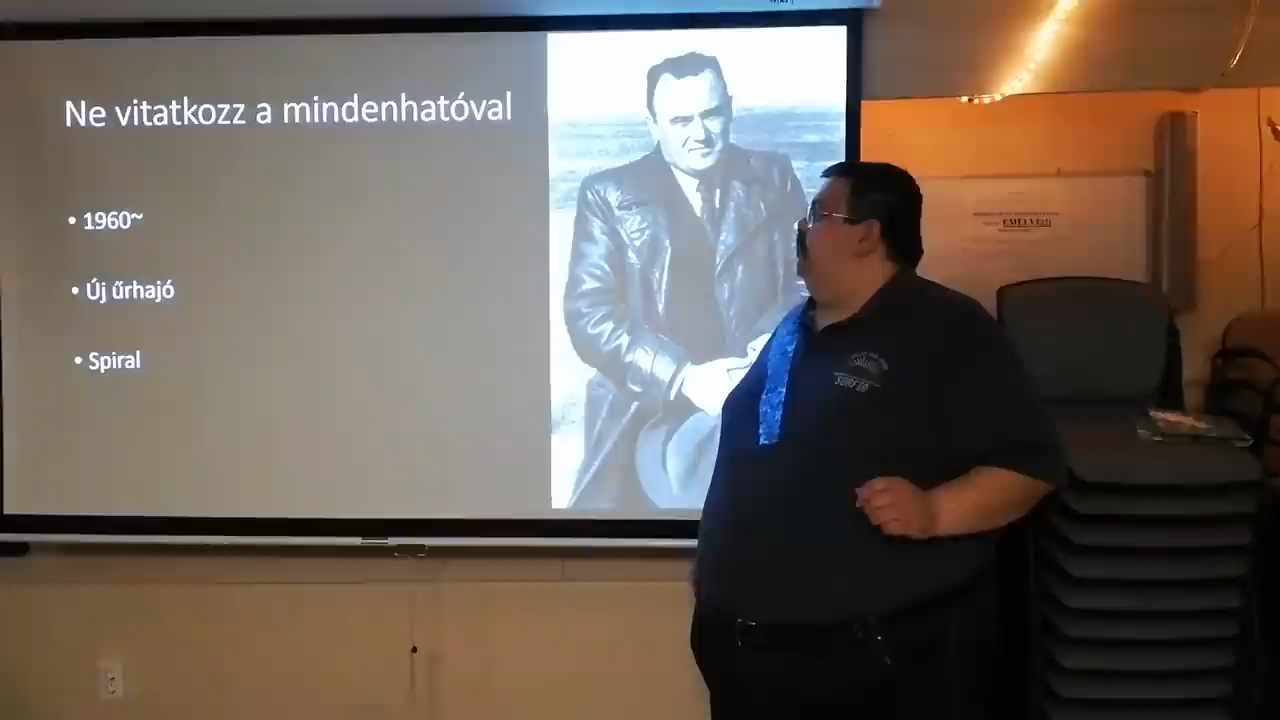 Ne vitatkozz a mindenhatóval
• 1960~
• Új űrhajó
• Spiral